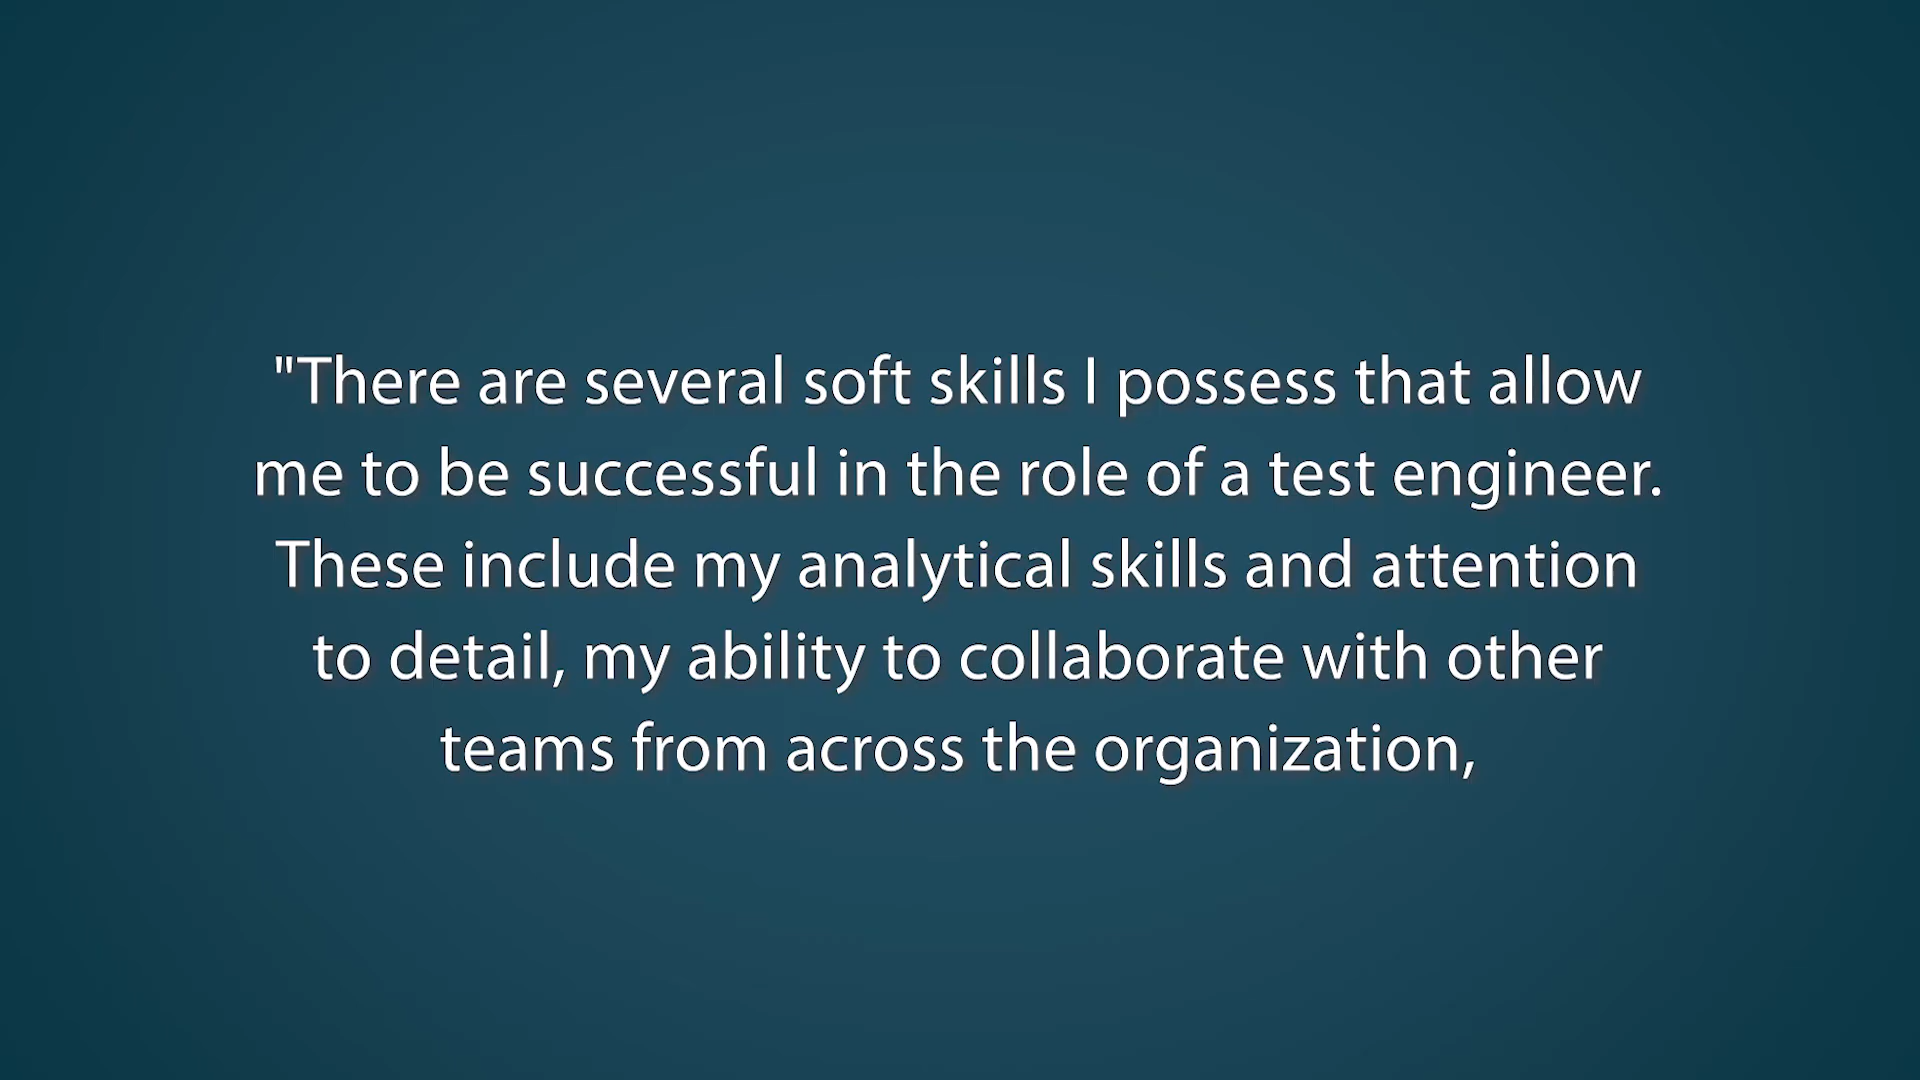 "There are several soft skills I possess that allow
me to be successful in the role of a test engineer.
These include my analytical skills and attention
to detail, my ability to collaborate with other
teams from across the organization,